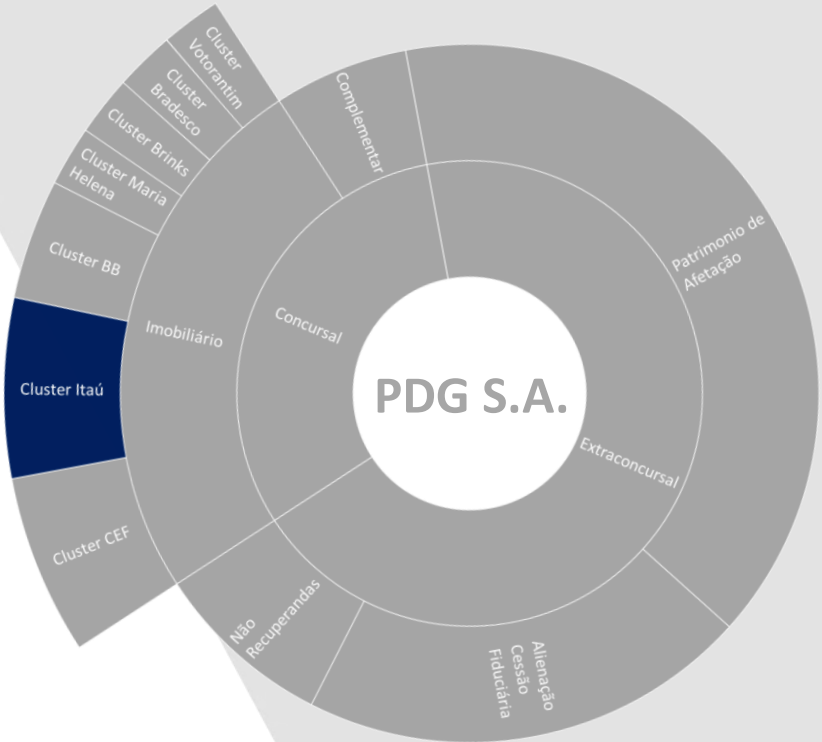 Cluster
Votorantim
Cluster
Bradesco
Cluster Brinks
Cluster Maria
Helena
Cluster BB
Cluster Itaú
Cluster CEF
Complementar
Imobiliário
Concursal
PDG S.A.
Patrimonio de
Afetação
Extraconcursal
Não
Recuperandas
Alienação
Cessão
Fiduciária